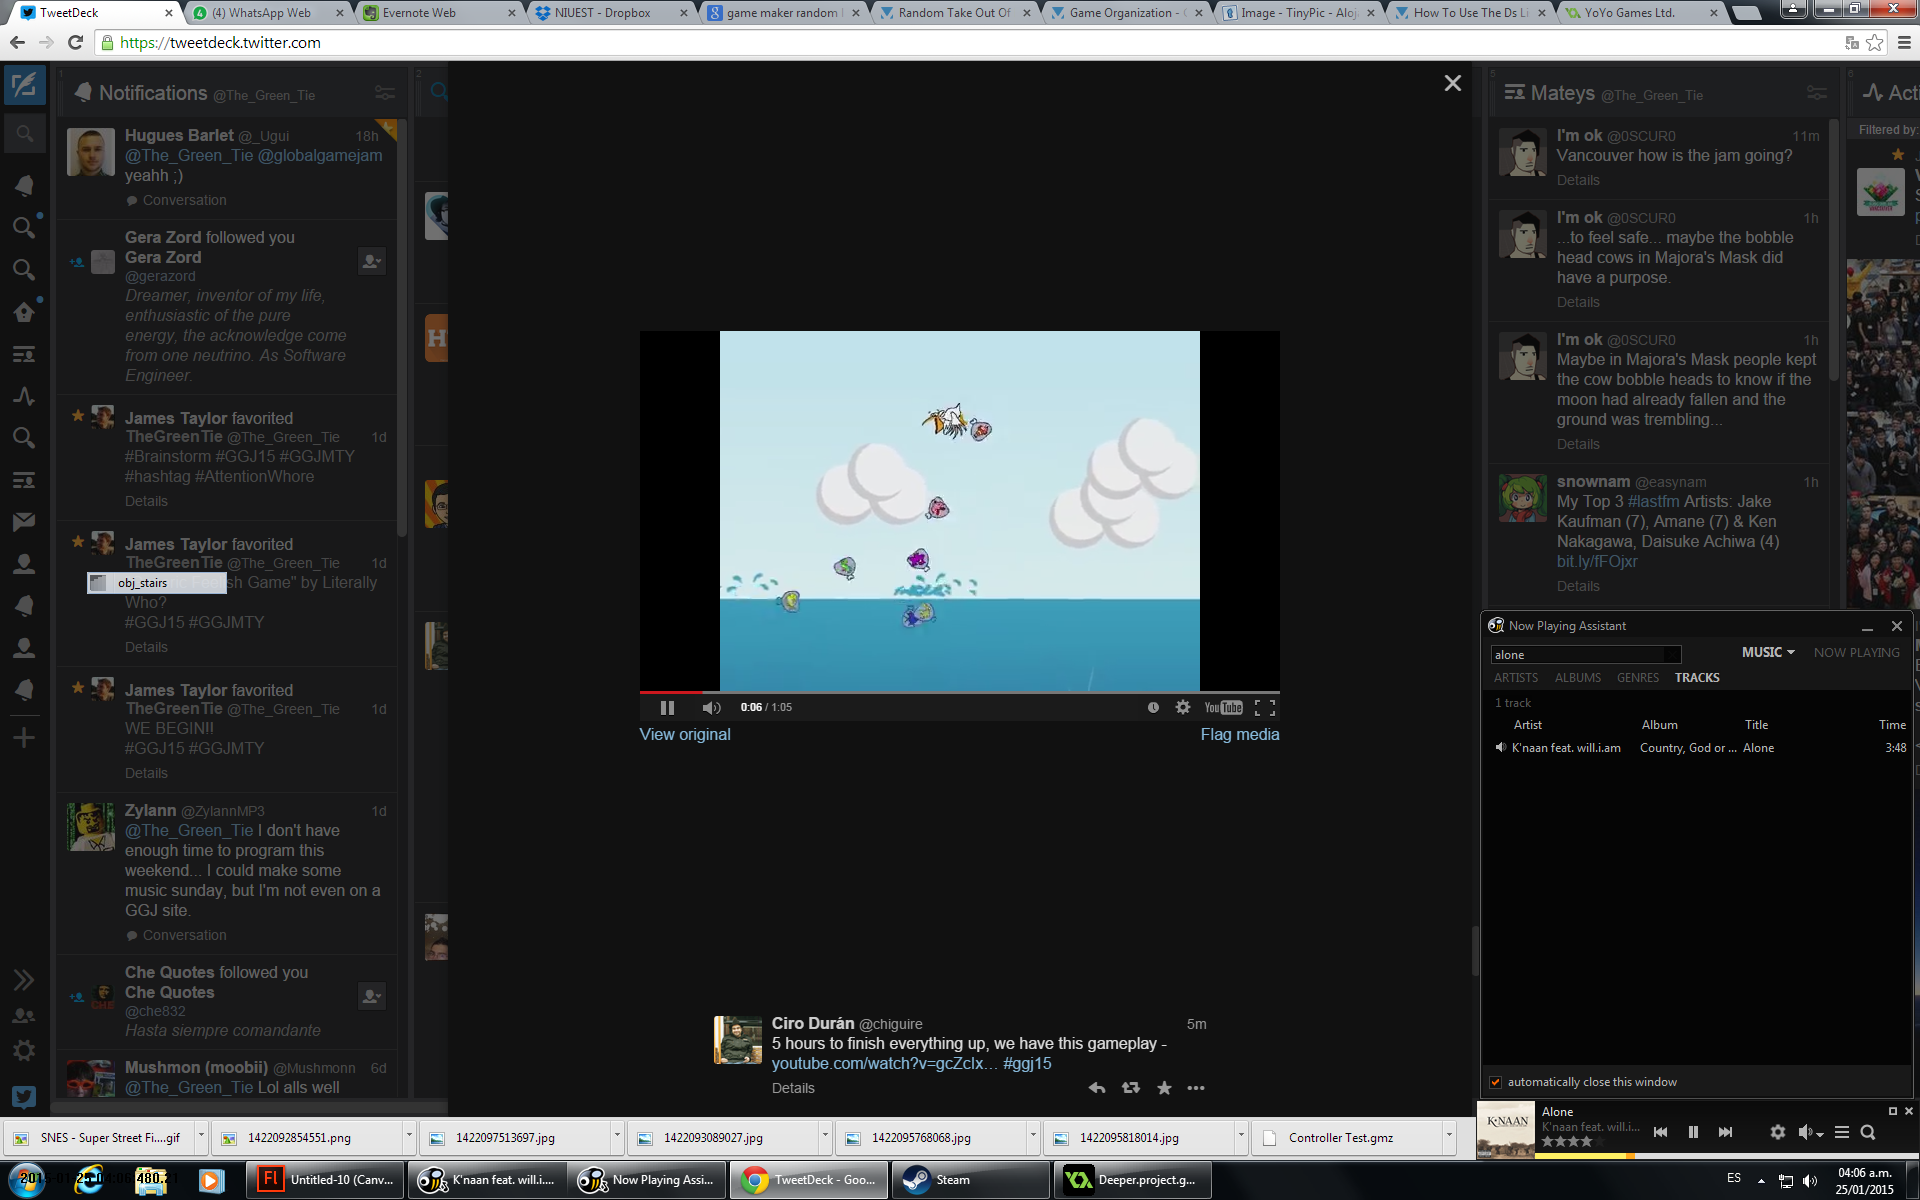 TweetDeck
(4) WhatsApp Web
Evernote Web
NIUEST - Dropbox
game maker random
Random Take Out Of
Game Organization -
Image - TinyPic - Aloj
How To Use The Ds Li
YoYo Games Ltd.
https://tweetdeck.twitter.com
1
Notifications @The_Green_Tie
Hugues Barlet @_Ugui 18h
@The_Green_Tie @globalgamejam
yeahh ;)
Conversation
Gera Zord followed you
Gera Zord
@gerazord
Dreamer, inventor of my life,
enthusiastic of the pure
energy, the acknowledge come
from one neutrino. As Software
Engineer.
James Taylor favorited
TheGreenTie @The_Green_Tie 1d
#Brainstorm #GGJ15 #GGJMTY
#hashtag #AttentionWhore
Details
James Taylor favorited
TheGreenTie @The_Green_Tie 1d
obj_stairs
sh Game" by Literally
Who?
#GGJ15 #GGJMTY
Details
James Taylor favorited
TheGreenTie @The_Green_Tie 1d
WE BEGIN!!
#GGJ15 #GGJMTY
Details
Zylann @ZylannMP3 1d
@The_Green_Tie I don't have
enough time to program this
weekend... I could make some
music sunday, but I'm not even on a
GGJ site.
Conversation
Che Quotes followed you
Che Quotes
@che832
Hasta siempre comandante
Mushmon (moobii) @Mushmonn 6d
@The_Green_Tie Lol alls well
2
0:06 / 1:05
YouTube
View original
Flag media
Ciro Durán @chiguire 5m
5 hours to finish everything up, we have this gameplay -
youtube.com/watch?v=gcZclx… #ggj15
Details
5
Mateys @The_Green_Tie
I'm ok @0SCUR0 11m
Vancouver how is the jam going?
Details
I'm ok @0SCUR0 1h
...to feel safe... maybe the bobble
head cows in Majora's Mask did
have a purpose.
Details
I'm ok @0SCUR0 1h
Maybe in Majora's Mask people kept
the cow bobble heads to know if the
moon had already fallen and the
ground was trembling...
Details
snownam @easynam 1h
My Top 3 #lastfm Artists: Jake
Kaufman (7), Amane (7) & Ken
Nakagawa, Daisuke Achiwa (4)
bit.ly/fFOjxr
Details
6
Acti
Filtered by:
Now Playing Assistant
alone
MUSIC
NOW PLAYING
ARTISTS ALBUMS GENRES TRACKS
1 track
Artist Album Title Time
K'naan feat. will.i.am Country, God or ... Alone 3:48
automatically close this window
K'NAAN
Alone
K'naan feat. will.i...
SNES - Super Street Fi....gif
1422092854551.png
1422097513697.jpg
1422093089027.jpg
1422095768068.jpg
1422095818014.jpg
Controller Test.gmz
Untitled-10 (Canv...
K'naan feat. will.i....
Now Playing Assi...
TweetDeck - Goo...
Steam
Deeper.project.g...
ES
04:06 a.m.
25/01/2015